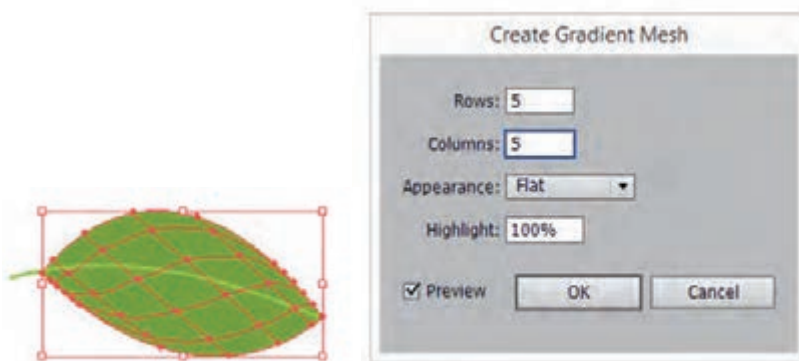 Create Gradient Mesh
Rows: 5
Columns: 5
Appearance: Flat
Highlight: 100%
Preview OK Cancel